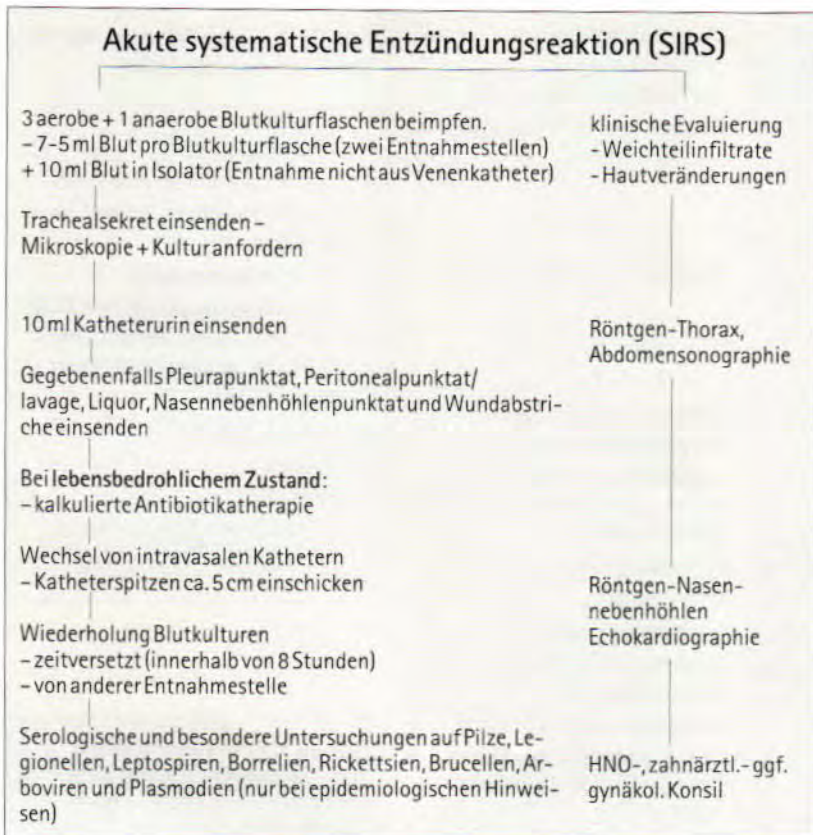 Akute systematische Entzündungsreaktion (SIRS)
3 aerobe + 1 anaerobe Blutkulturflaschen beimpfen.
– 7-5 ml Blut pro Blutkulturflasche (zwei Entnahmestellen)
+ 10 ml Blut in Isolator (Entnahme nicht aus Venenkatheter)
Trachealsekret einsenden –
Mikroskopie + Kultur anfordern
10 ml Katheterurin einsenden
Gegebenenfalls Pleurapunktat, Peritonealpunktat/
lavage, Liquor, Nasennebenhöhlenpunktat und Wundabstri-
che einsenden
Bei lebensbedrohlichem Zustand:
– kalkulierte Antibiotikatherapie
Wechsel von intravasalen Kathetern
– Katheterspitzen ca. 5 cm einschicken
Wiederholung Blutkulturen
– zeitversetzt (innerhalb von 8 Stunden)
– von anderer Entnahmestelle
Serologische und besondere Untersuchungen auf Pilze, Le-
gionellen, Leptospiren, Borrelien, Rickettsien, Brucellen, Ar-
boviren und Plasmodien (nur bei epidemiologischen Hinwei-
sen)
klinische Evaluierung
- Weichteilinfiltrate
- Hautveränderungen
Röntgen-Thorax,
Abdomensonographie
Röntgen-Nasen-
nebenhöhlen
Echokardiographie
HNO-, zahnärztl.- ggf.
gynäkol. Konsil